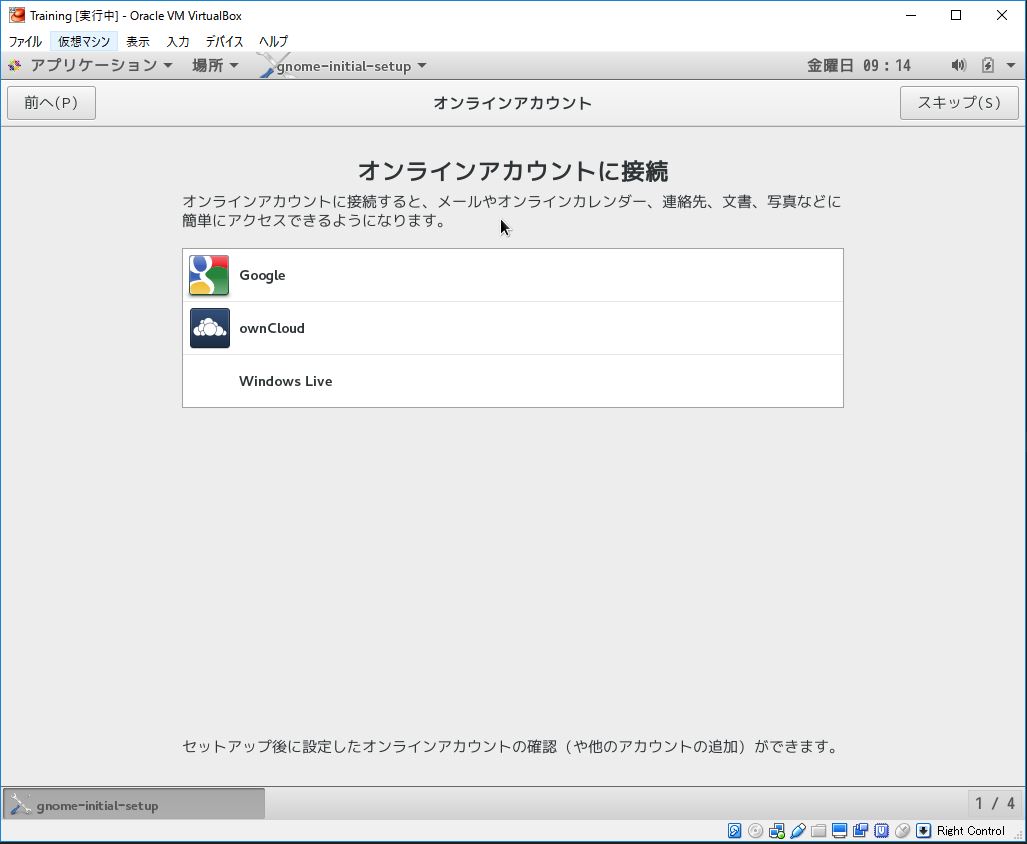 Training [実行中] - Oracle VM VirtualBox
ファイル 仮想マシン 表示 入力 デバイス ヘルプ
アプリケーション 場所 gnome-initial-setup 金曜日 09：14
前へ(P) オンラインアカウント スキップ(S)
オンラインアカウントに接続
オンラインアカウントに接続すると、メールやオンラインカレンダー、連絡先、文書、写真などに
簡単にアクセスできるようになります。
Google
ownCloud
Windows Live
セットアップ後に設定したオンラインアカウントの確認（や他のアカウントの追加）ができます。
gnome-initial-setup 1 / 4
Right Control